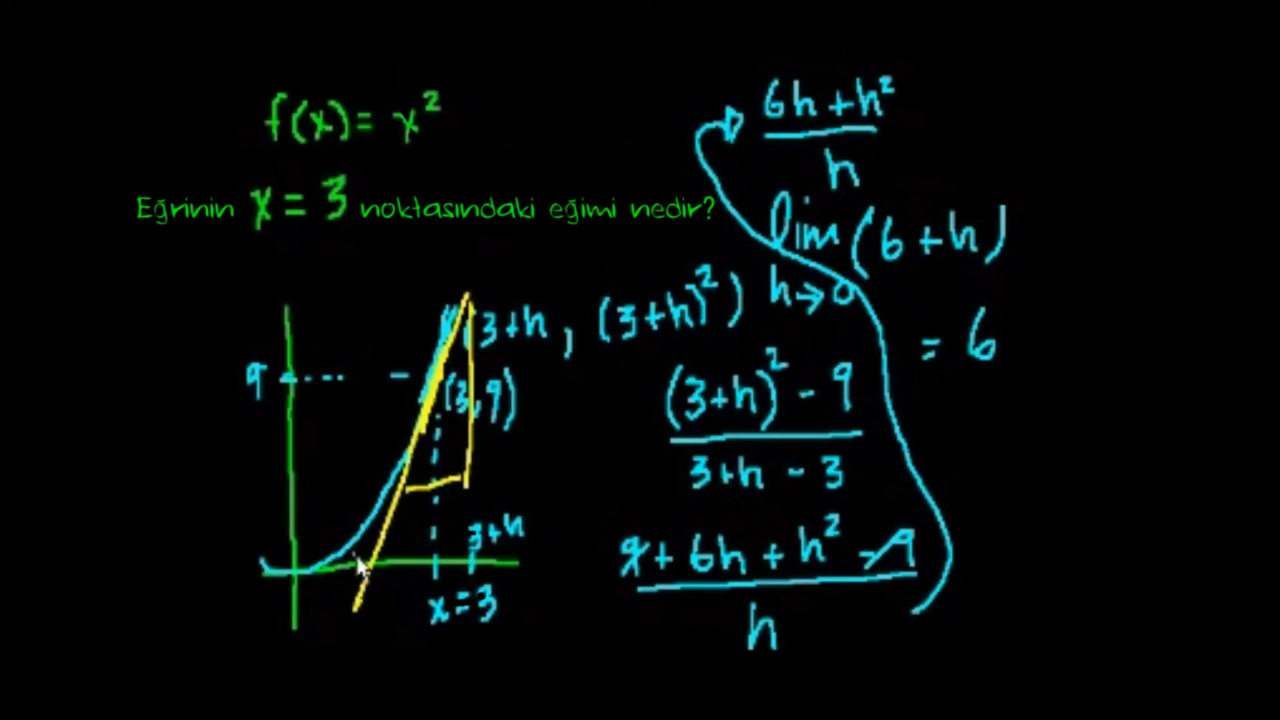 f(x) = x²
Eğrinin x = 3 noktasındaki eğimi nedir?
9
(3+h, (3+h)²)
(3,9)
3+h
x = 3
(3+h)² - 9
3+h - 3
9 + 6h + h² - 9
h
6h + h²
h
lim (6 + h)
h→0
= 6